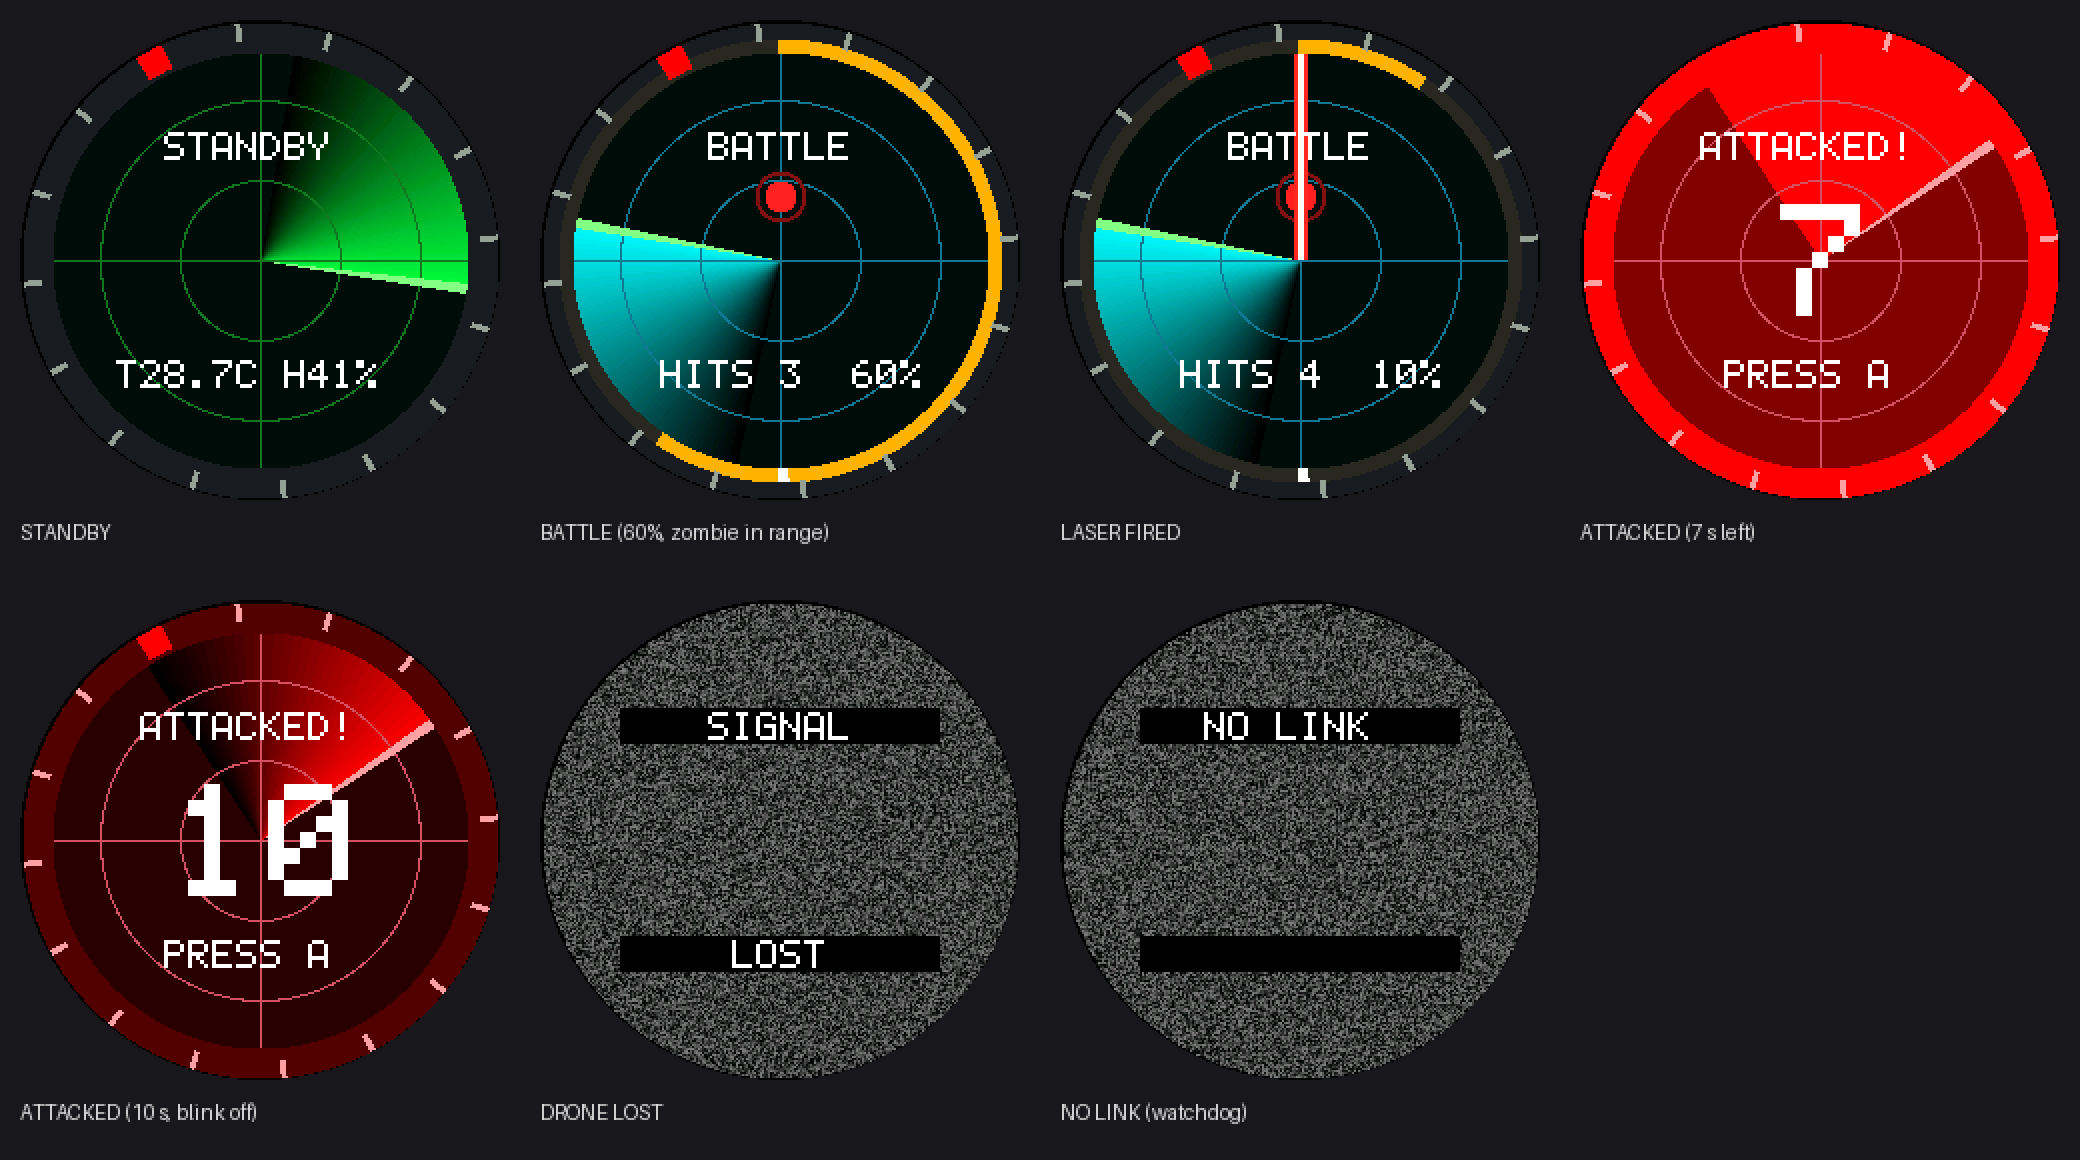 STANDBY
T28.7C H41%
STANDBY
BATTLE
HITS 3 60%
BATTLE (60%, zombie in range)
BATTLE
HITS 4 10%
LASER FIRED
ATTACKED!
7
PRESS A
ATTACKED (7 s left)
ATTACKED!
10
PRESS A
ATTACKED (10 s, blink off)
SIGNAL
LOST
DRONE LOST
NO LINK
NO LINK (watchdog)